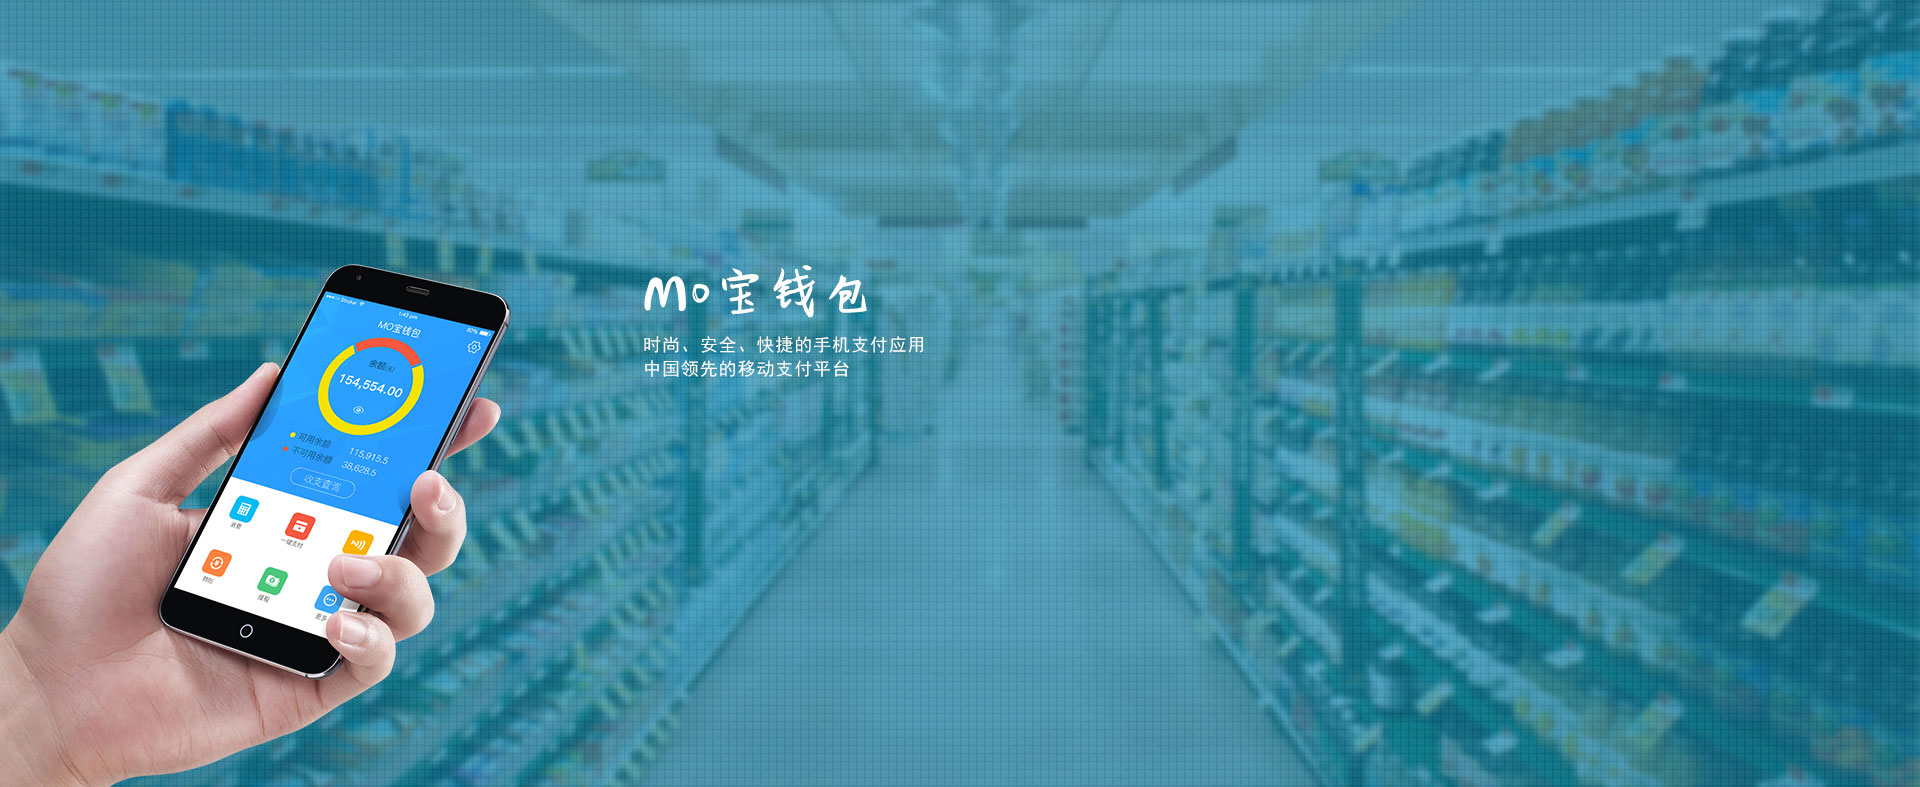 Mo宝钱包
时尚、安全、快捷的手机支付应用
中国领先的移动支付平台
1:43 pm
80%
MO宝钱包
余额(元)
154,554.00
可用余额
115,915.5
不可用余额
38,628.5
收支查询
消费
一键支付
转账
提现
更多